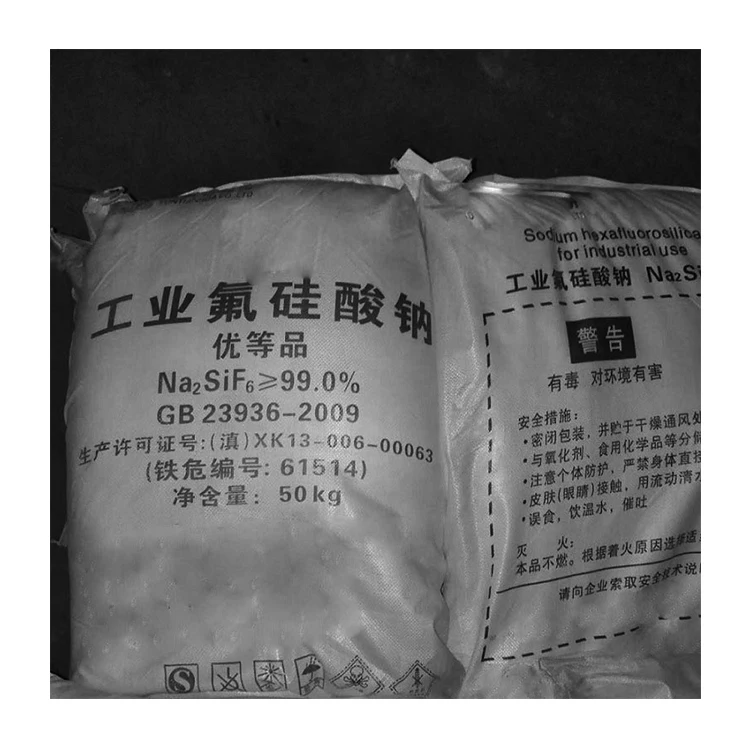 工业氟硅酸钠
优等品
Na₂SiF₆≥99.0%
GB 23936-2009
生产许可证号:(滇)XK13-006-00063
(铁危编号: 61514)
净含量: 50kg
Sodium hexafluorosilica
for industrial use
工业氟硅酸钠 Na₂Si
警告
有毒 对环境有害
安全措施:
·密闭包装，并贮于干燥通风处
·与氧化剂、食用化学品等分储
·注意个体防护，严禁身体直接
·皮肤(眼睛)接触，用流动清水
·误食，饮温水，催吐
灭 火:
本品不燃。根据着火原因选择适
请向企业索取安全技术说